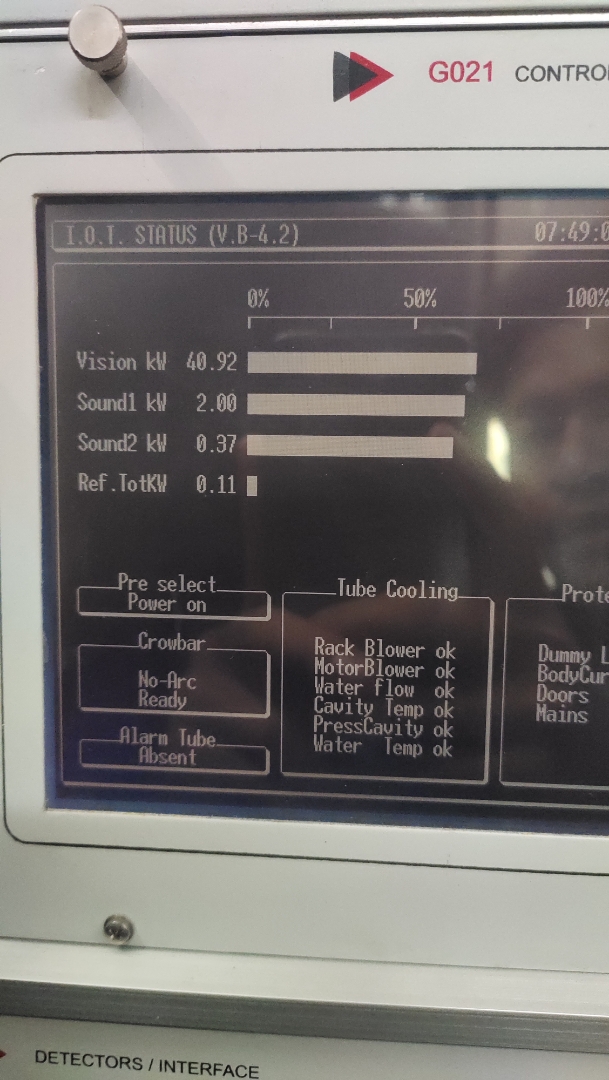 G021 CONTROL
I.O.T. STATUS (V.B-4.2) 07:49:0
0% 50% 100%
Vision kW 40.92
Sound1 kW 2.00
Sound2 kW 0.37
Ref.TotKW 0.11
Pre select
Power on
Crowbar
No-Arc
Ready
Alarm Tube
Absent
Tube Cooling
Rack Blower ok
MotorBlower ok
Water flow ok
Cavity Temp ok
PressCavity ok
Water Temp ok
Prote
Dummy L
BodyCur
Doors
Mains
DETECTORS / INTERFACE